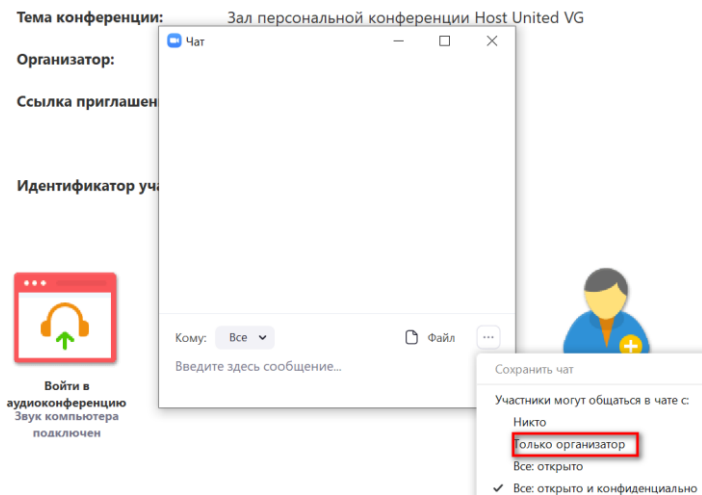 Тема конференции: Зал персональной конференции Host United VG
Чат
Организатор:
Ссылка приглашен
Идентификатор уч
Кому: Все Файл
Введите здесь сообщение...
Сохранить чат
Участники могут общаться в чате с:
Никто
Только организатор
Все: открыто
Все: открыто и конфиденциально
Войти в
аудиоконференцию
Звук компьютера
подключен